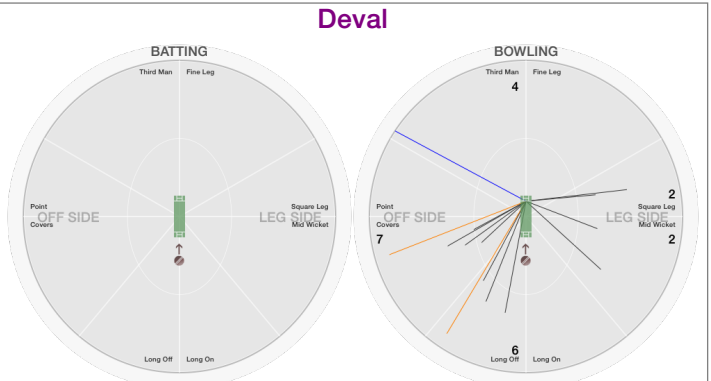 Deval
BATTING
Third Man Fine Leg
Point
OFF SIDE
Covers
Square Leg
LEG SIDE
Mid Wicket
Long Off Long On
BOWLING
Third Man Fine Leg
4
Point
OFF SIDE
Covers
7
2
Square Leg
LEG SIDE
Mid Wicket
2
6
Long Off Long On